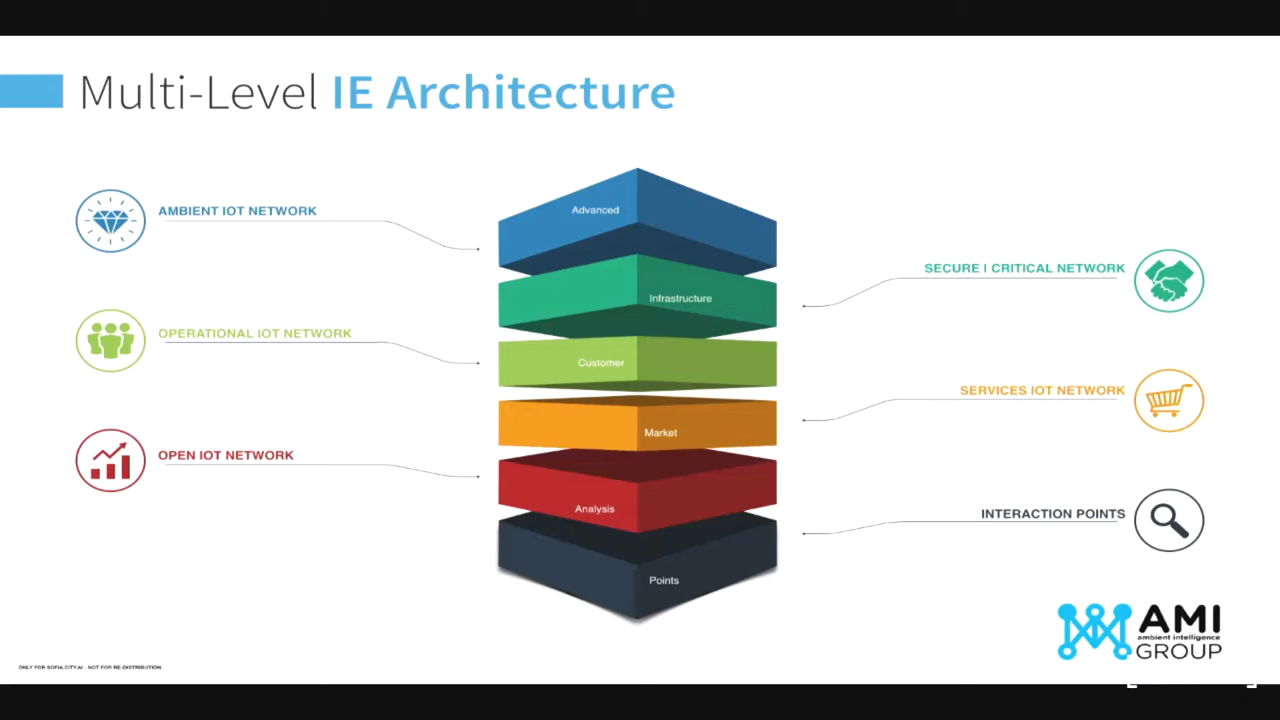 Multi-Level IE Architecture
AMBIENT IOT NETWORK
Advanced
SECURE | CRITICAL NETWORK
Infrastructure
OPERATIONAL IOT NETWORK
Customer
SERVICES IOT NETWORK
Market
OPEN IOT NETWORK
Analysis
INTERACTION POINTS
Points
AMI
ambient intelligence
GROUP
ONLY FOR SOFIA.CITY.AI - NOT FOR RE-DISTRIBUTION